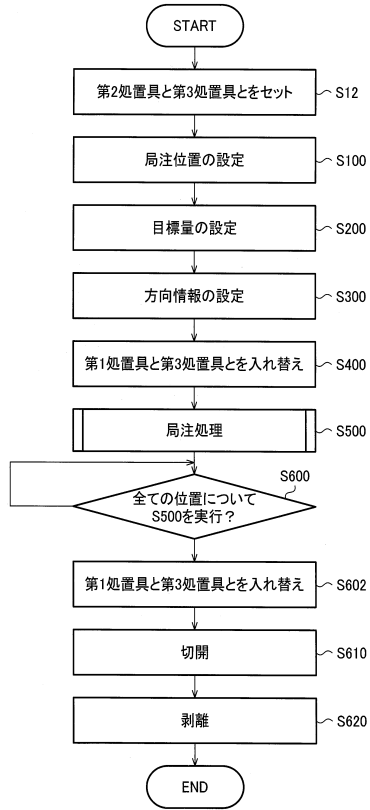 START
第2処置具と第3処置具とをセット
S12
局注位置の設定
S100
目標量の設定
S200
方向情報の設定
S300
第1処置具と第3処置具とを入れ替え
S400
局注処理
S500
S600
全ての位置について
S500を実行？
第1処置具と第3処置具とを入れ替え
S602
切開
S610
剥離
S620
END